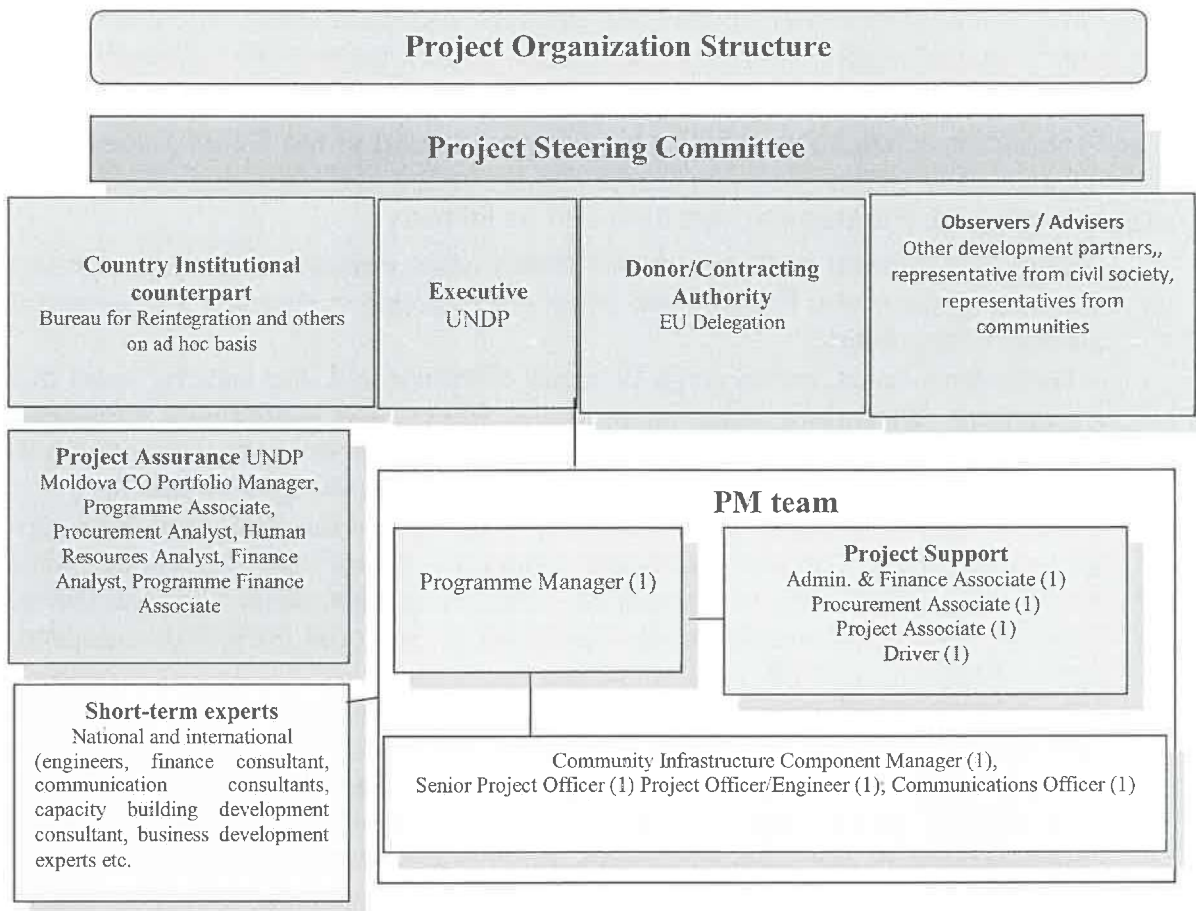 Project Organization Structure
Project Steering Committee
Country Institutional
counterpart
Bureau for Reintegration and others
on ad hoc basis
Executive
UNDP
Donor/Contracting
Authority
EU Delegation
Observers / Advisers
Other development partners,,
representative from civil society,
representatives from
communities
Project Assurance UNDP
Moldova CO Portfolio Manager,
Programme Associate,
Procurement Analyst, Human
Resources Analyst, Finance
Analyst, Programme Finance
Associate
PM team
Programme Manager (1)
Project Support
Admin. & Finance Associate (1)
Procurement Associate (1)
Project Associate (1)
Driver (1)
Short-term experts
National and international
(engineers, finance consultant,
communication consultants,
capacity building development
consultant, business development
experts etc.
Community Infrastructure Component Manager (1),
Senior Project Officer (1) Project Officer/Engineer (1); Communications Officer (1)